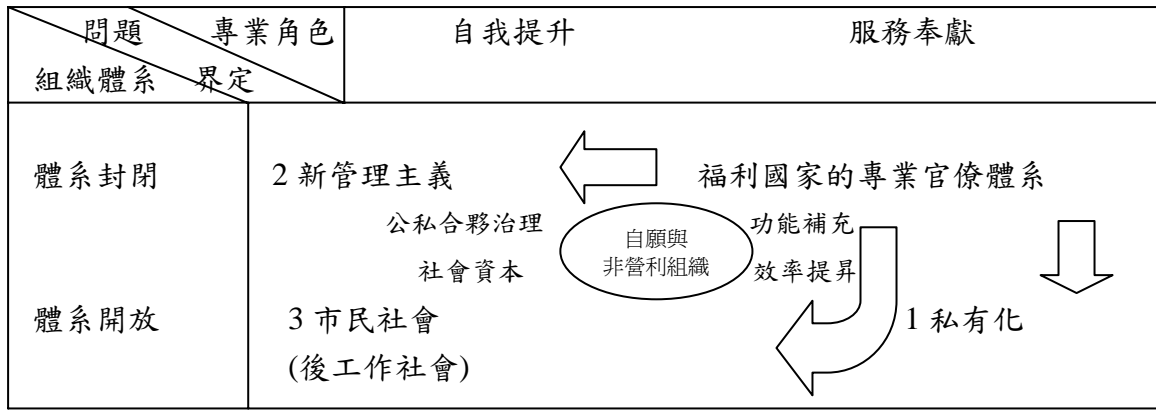 問題 專業角色 自我提升 服務奉獻
組織體系 界定
體系封閉 2 新管理主義 福利國家的專業官僚體系
公私合夥治理 自願與 功能補充
社會資本 非營利組織 效率提昇
體系開放 3 市民社會 1 私有化
(後工作社會)